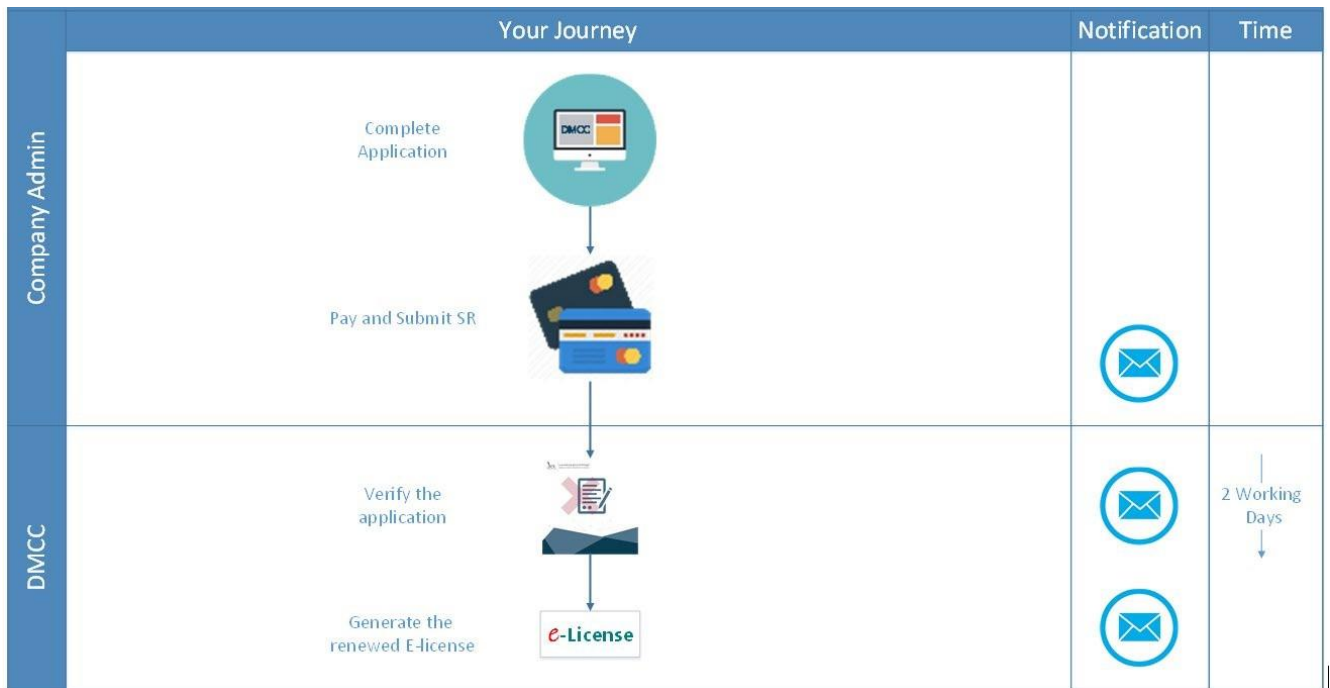 Your Journey
Notification
Time
Company Admin
Complete
Application
DMCC
Pay and Submit SR
DMCC
Verify the
application
2 Working
Days
Generate the
renewed E-license
e-License